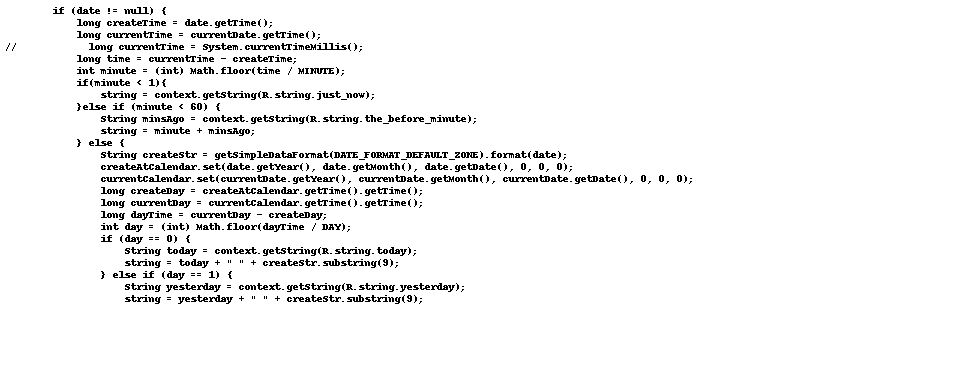 if (date != null) {
long createTime = date.getTime();
long currentTime = currentDate.getTime();
// long currentTime = System.currentTimeMillis();
long time = currentTime - createTime;
int minute = (int) Math.floor(time / MINUTE);
if(minute < 1){
string = context.getString(R.string.just_now);
}else if (minute < 60) {
String minsAgo = context.getString(R.string.the_before_minute);
string = minute + minsAgo;
} else {
String createStr = getSimpleDataFormat(DATE_FORMAT_DEFAULT_ZONE).format(date);
createAtCalendar.set(date.getYear(), date.getMonth(), date.getDate(), 0, 0, 0);
currentCalendar.set(currentDate.getYear(), currentDate.getMonth(), currentDate.getDate(), 0, 0, 0);
long createDay = createAtCalendar.getTime().getTime();
long currentDay = currentCalendar.getTime().getTime();
long dayTime = currentDay - createDay;
int day = (int) Math.floor(dayTime / DAY);
if (day == 0) {
String today = context.getString(R.string.today);
string = today + " " + createStr.substring(9);
} else if (day == 1) {
String yesterday = context.getString(R.string.yesterday);
string = yesterday + " " + createStr.substring(9);